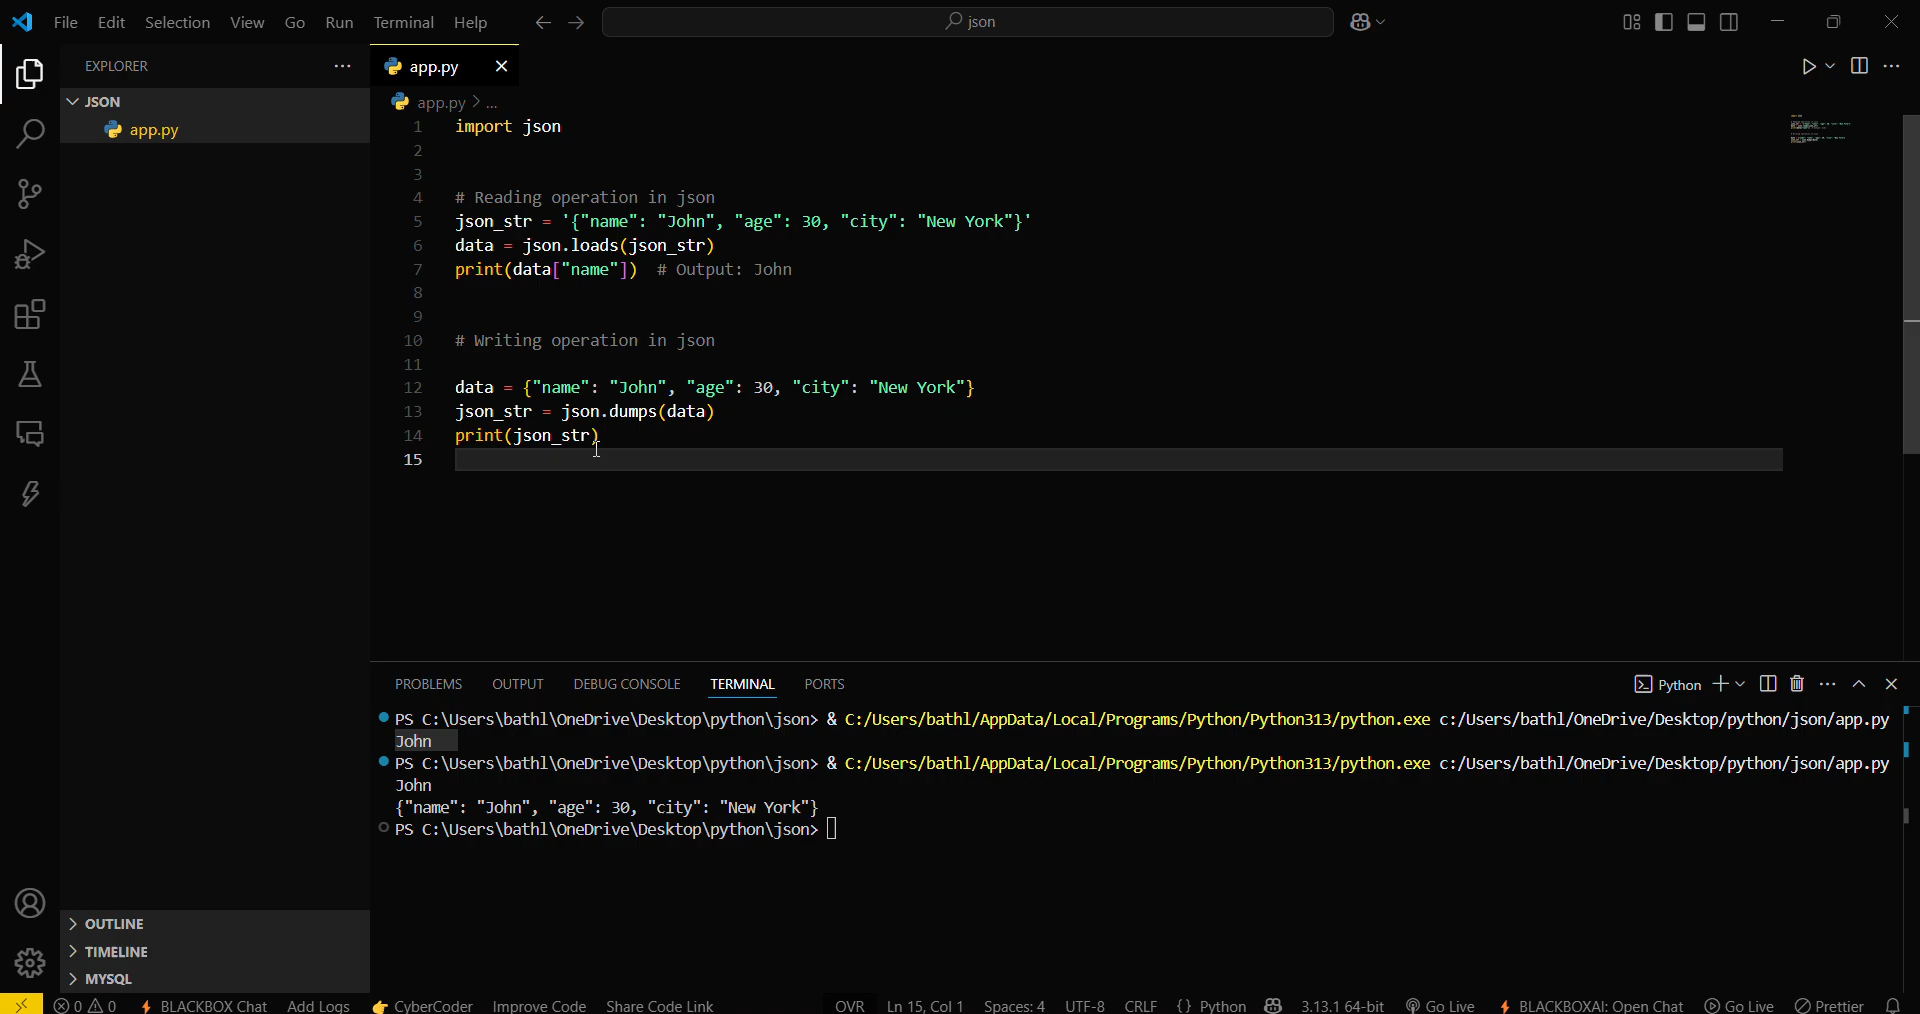 File Edit Selection View Go Run Terminal Help
json
EXPLORER
app.py
JSON
app.py
app.py > ...
1 import json
2
3
4 # Reading operation in json
5 json_str = '{"name": "John", "age": 30, "city": "New York"}'
6 data = json.loads(json_str)
7 print(data["name"])  # Output: John
8
9
10 # Writing operation in json
11
12 data = {"name": "John", "age": 30, "city": "New York"}
13 json_str = json.dumps(data)
14 print(json_str)
15
PROBLEMS OUTPUT DEBUG CONSOLE TERMINAL PORTS
Python
PS C:\Users\bathl\OneDrive\Desktop\python\json> & C:/Users/bathl/AppData/Local/Programs/Python/Python313/python.exe c:/Users/bathl/OneDrive/Desktop/python/json/app.py
John
PS C:\Users\bathl\OneDrive\Desktop\python\json> & C:/Users/bathl/AppData/Local/Programs/Python/Python313/python.exe c:/Users/bathl/OneDrive/Desktop/python/json/app.py
John
{"name": "John", "age": 30, "city": "New York"}
PS C:\Users\bathl\OneDrive\Desktop\python\json>
OUTLINE
TIMELINE
MYSQL
0 0 BLACKBOX Chat Add Logs CyberCoder Improve Code Share Code Link OVR Ln 15, Col 1 Spaces: 4 UTF-8 CRLF {} Python 3.13.1 64-bit Go Live BLACKBOXAI: Open Chat Go Live Prettier